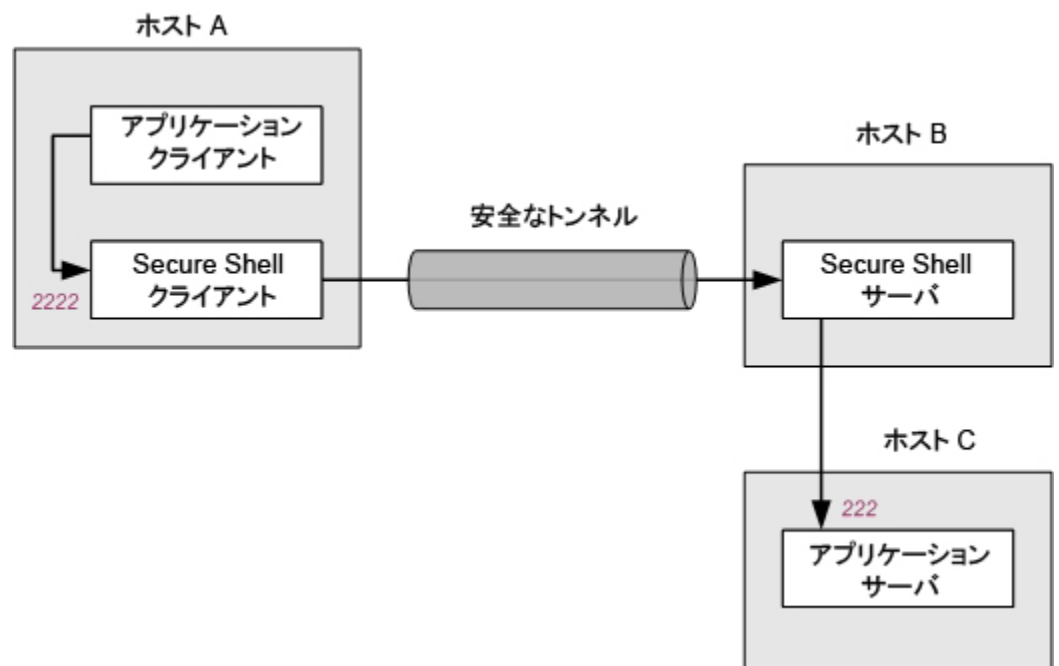 ホスト A
アプリケーション
クライアント
Secure Shell
クライアント
2222
安全なトンネル
ホスト B
Secure Shell
サーバ
ホスト C
222
アプリケーション
サーバ